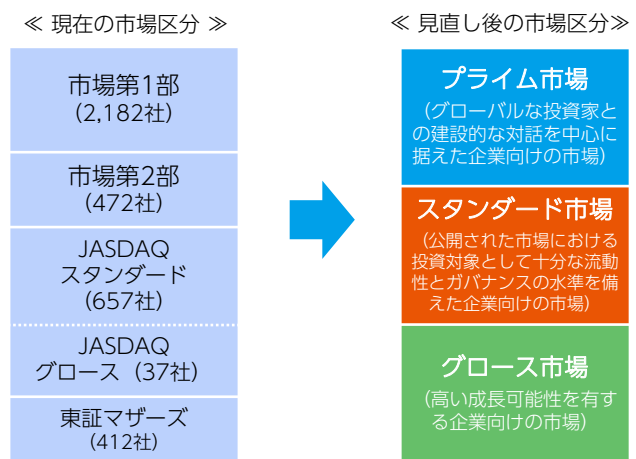 ≪ 現在の市場区分 ≫
市場第1部
(2,182社)
市場第2部
(472社)
JASDAQ
スタンダード
(657社)
JASDAQ
グロース（37社）
東証マザーズ
(412社)
≪ 見直し後の市場区分≫
プライム市場
（グローバルな投資家と
の建設的な対話を中心に
据えた企業向けの市場）
スタンダード市場
（公開された市場における
投資対象として十分な流動
性とガバナンスの水準を備
えた企業向けの市場）
グロース市場
（高い成長可能性を有す
る企業向けの市場）